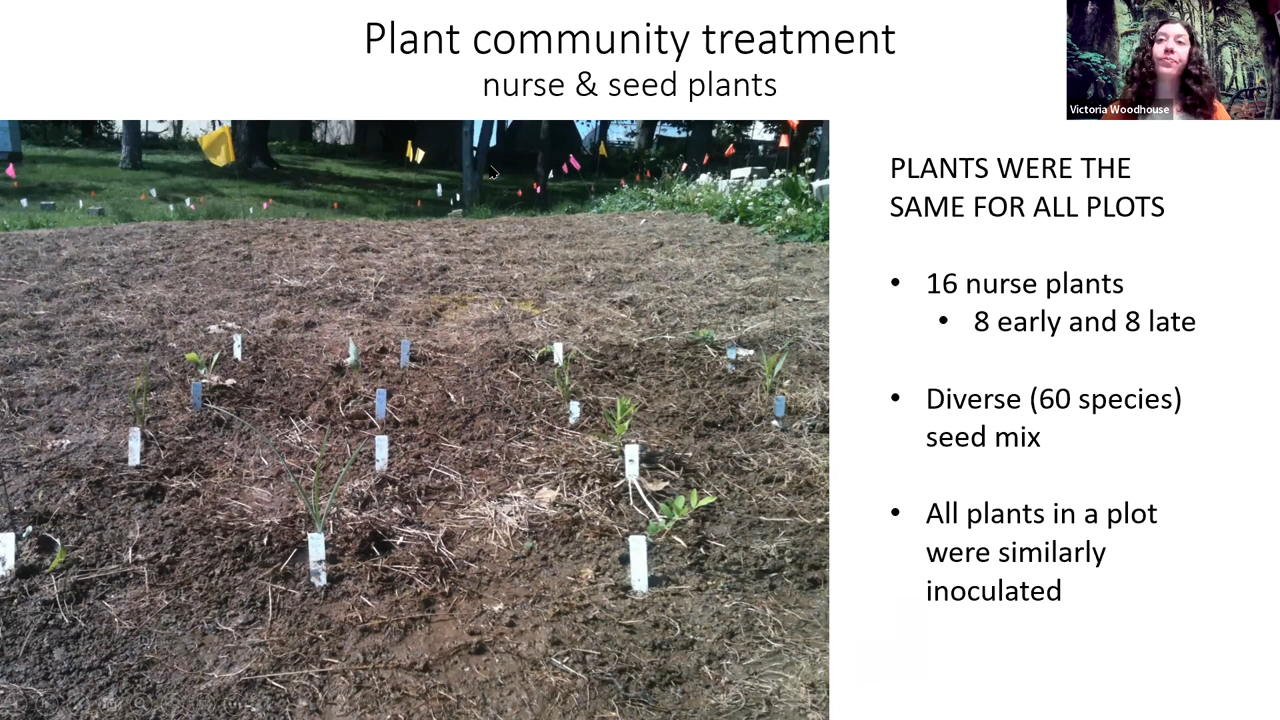 Plant community treatment
nurse & seed plants
Victoria Woodhouse
PLANTS WERE THE
SAME FOR ALL PLOTS
• 16 nurse plants
• 8 early and 8 late
• Diverse (60 species)
seed mix
• All plants in a plot
were similarly
inoculated